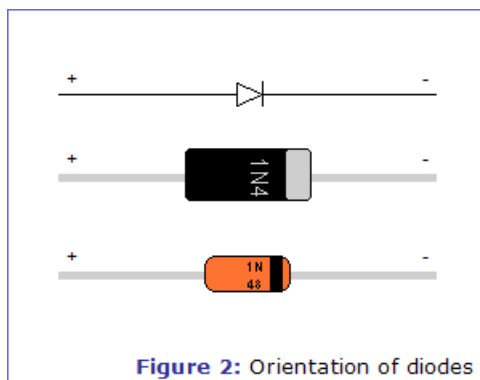 + -
+ -
1N4
+ -
1N
48
Figure 2: Orientation of diodes